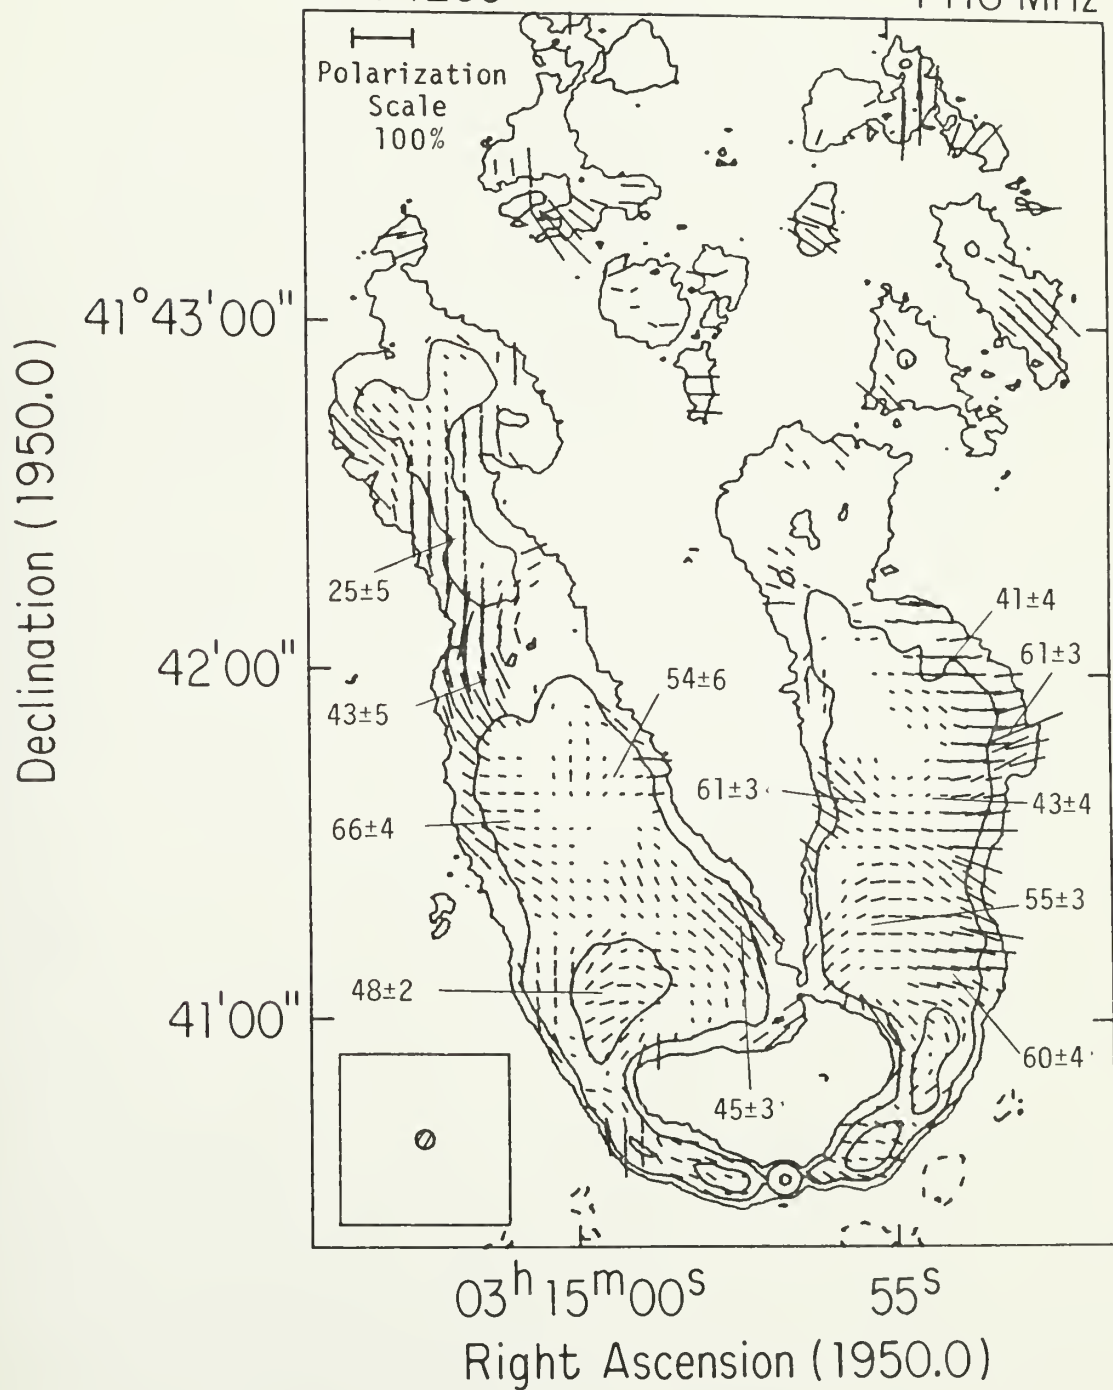 Polarization
Scale
100%
41°43'00"
42'00"
41'00"
Declination (1950.0)
25±5
43±5
54±6
66±4
48±2
45±3
41±4
61±3
61±3
43±4
55±3
60±4
03ʰ 15ᵐ00ˢ
55ˢ
Right Ascension (1950.0)